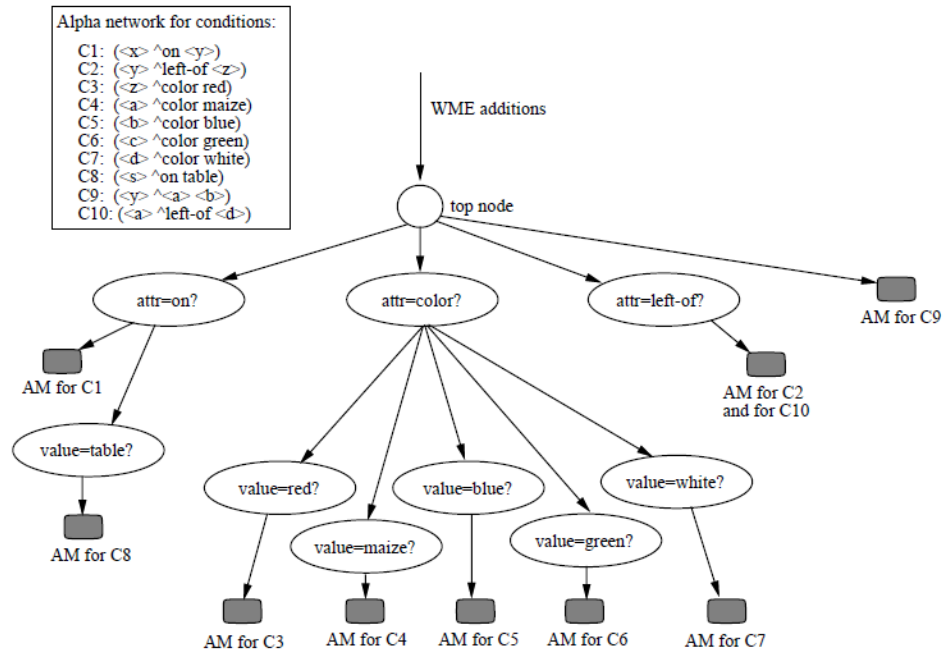 Alpha network for conditions:
C1: (<x> ^on <y>)
C2: (<y> ^left-of <z>)
C3: (<z> ^color red)
C4: (<a> ^color maize)
C5: (<b> ^color blue)
C6: (<c> ^color green)
C7: (<d> ^color white)
C8: (<s> ^on table)
C9: (<y> ^<a> <b>)
C10: (<a> ^left-of <d>)
WME additions
top node
attr=on?
attr=color?
attr=left-of?
AM for C9
AM for C1
AM for C2
and for C10
value=table?
value=red?
value=blue?
value=white?
AM for C8
value=maize?
value=green?
AM for C3
AM for C4
AM for C5
AM for C6
AM for C7